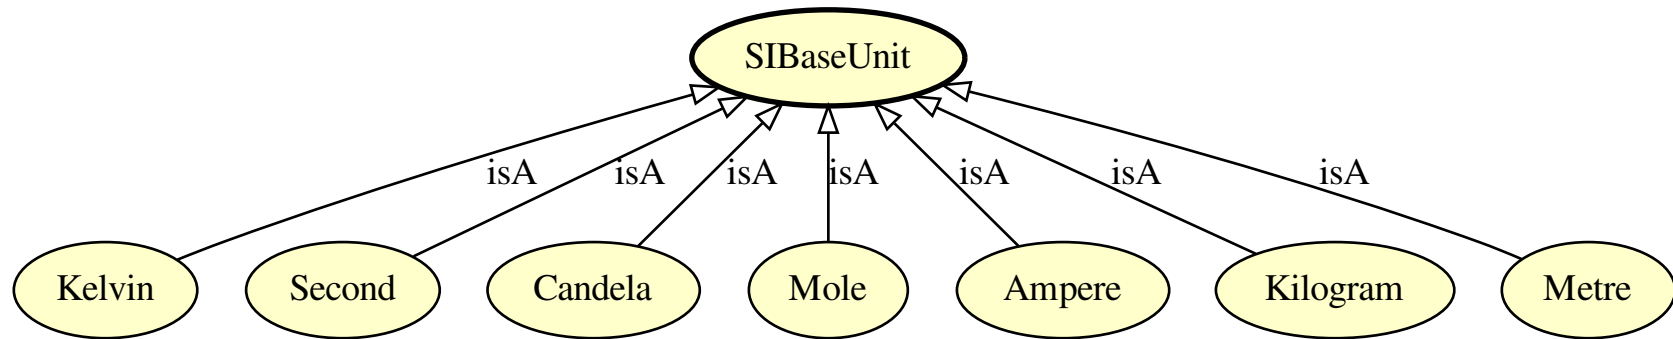 SIBaseUnit
isA isA isA isA isA isA isA
Kelvin Second Candela Mole Ampere Kilogram Metre